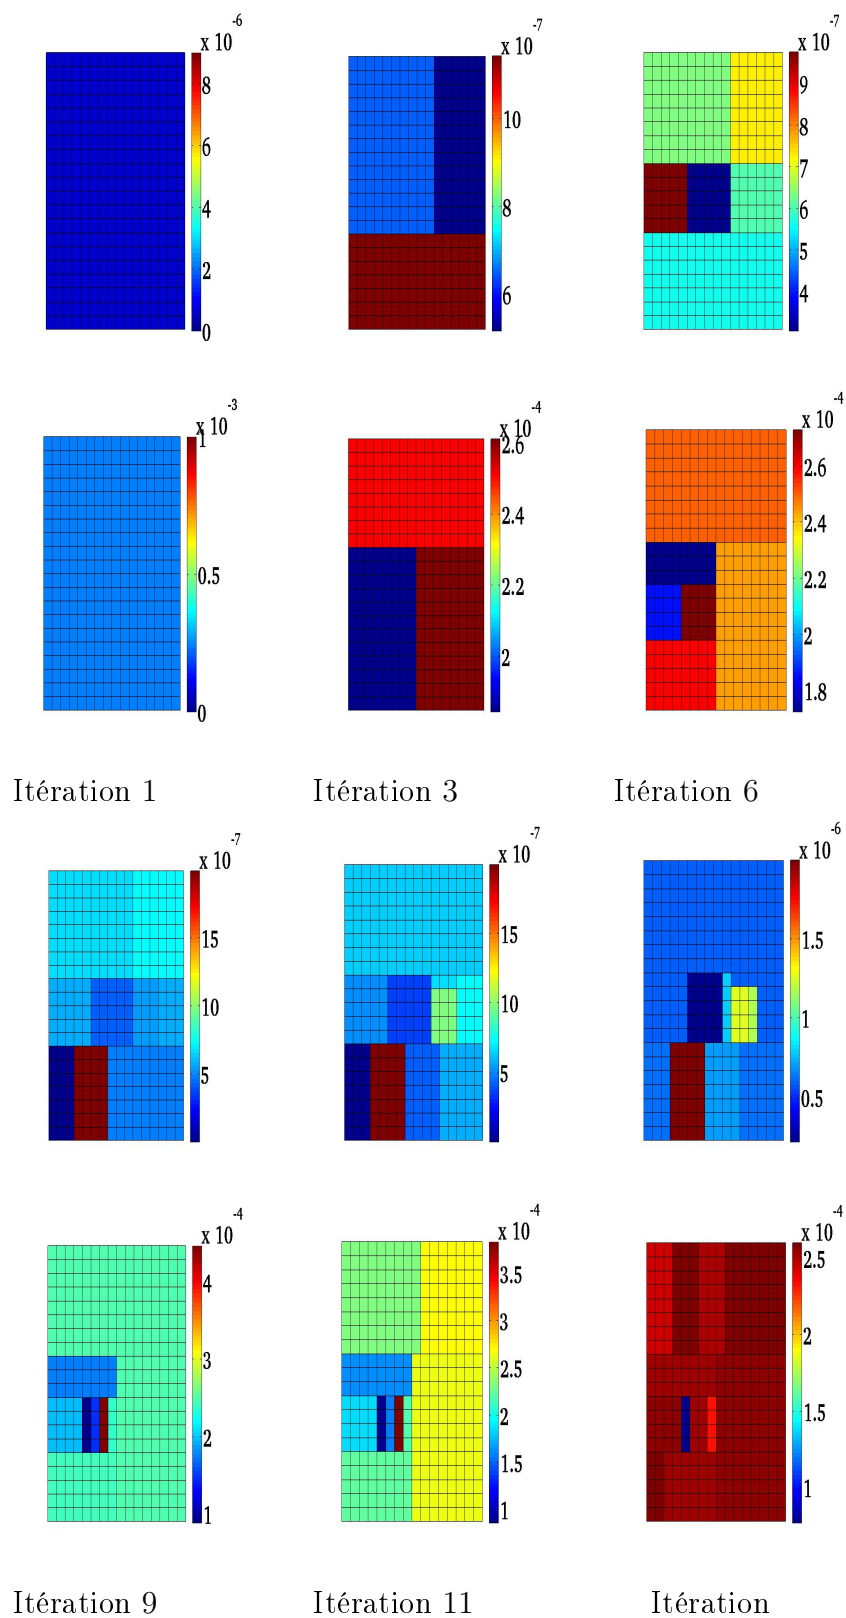 x 10 -6
8
6
4
2
0
x 10 -7
10
8
6
x 10 -7
9
8
7
6
5
4
x 10 -3
1
0.5
0
x 10 -4
2.6
2.4
2.2
2
x 10 -4
2.6
2.4
2.2
2
1.8
Itération 1
Itération 3
Itération 6
x 10 -7
15
10
5
x 10 -7
15
10
5
x 10 -6
1.5
1
0.5
x 10 -4
4
3
2
1
x 10 -4
3.5
3
2.5
2
1.5
1
x 10 -4
2.5
2
1.5
1
Itération 9
Itération 11
Itération